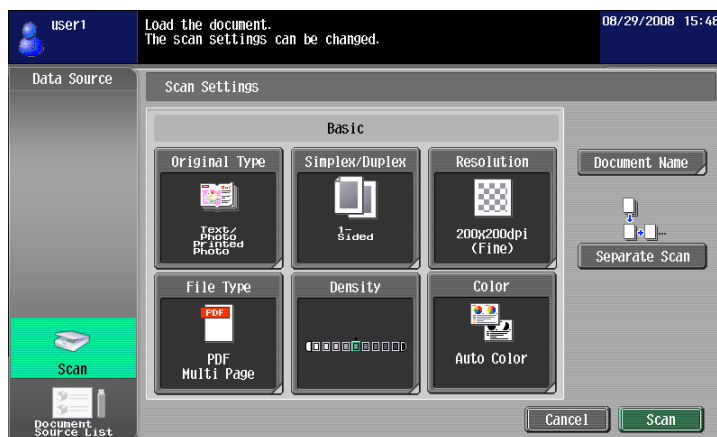 user1
Load the document.
The scan settings can be changed.
08/29/2008 15:48
Data Source
Scan Settings
Basic
Original Type
Text/
Photo
Printed
Photo
Simplex/Duplex
1-
Sided
Resolution
200X200dpi
(Fine)
Document Name
Separate Scan
File Type
PDF
PDF
Multi Page
Density
Color
Auto Color
Scan
Document
Source List
Cancel
Scan